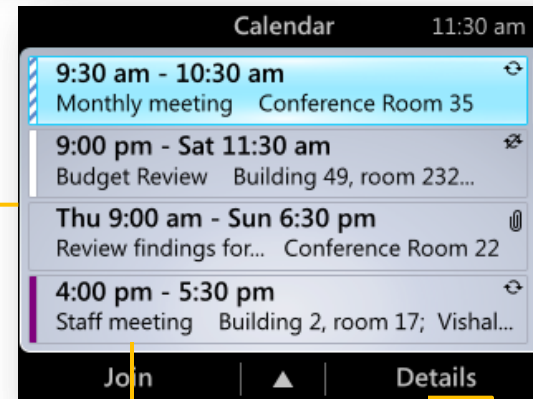 Calendar 11:30 am
9:30 am - 10:30 am
Monthly meeting Conference Room 35
9:00 pm - Sat 11:30 am
Budget Review Building 49, room 232...
Thu 9:00 am - Sun 6:30 pm
Review findings for... Conference Room 22
4:00 pm - 5:30 pm
Staff meeting Building 2, room 17; Vishal...
Join ▲ Details